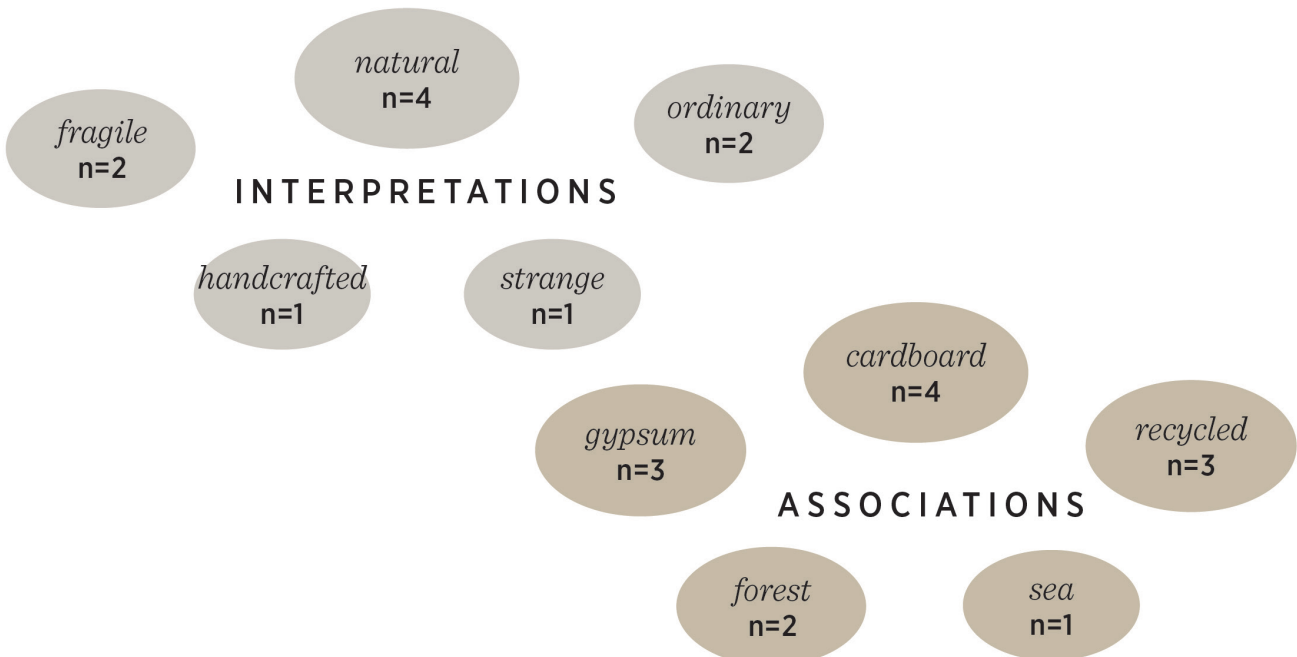 natural
n=4
fragile
n=2
ordinary
n=2
INTERPRETATIONS
handcrafted
n=1
strange
n=1
cardboard
n=4
gypsum
n=3
recycled
n=3
ASSOCIATIONS
forest
n=2
sea
n=1